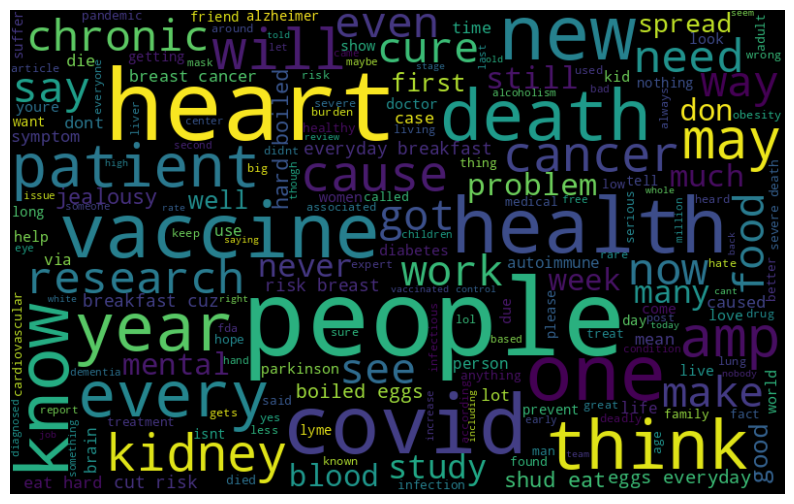 suffer
pandemic
friend
alzheimer
around
told
let
came
even
time
new
spread
seem
adult
chronic
die
will
getting
mask
maybe
cure
show
stage
last
old
need
look
wrong
article
everyone
breast cancer
risk
first
still
used
kid
nothing
say
youre
heart
severe
doctor
death
alcoholism
bad
always
way
want
dont
liver
center
burden
case
don
obesity
symptom
hard boiled
healthy
living
review
may
patient
second
everyday breakfast
cancer
tell
high
didnt
cause
thing
problem
low
much
whole
issue
big
though
women
called
medical
free
heard
Jealousy
well
associated
serious
million
food
severe death
long
someone
rate
vaccine
got
health
help
use
keep
children
rare
hate
back
better
eye
saying
via
never
diabetes
autoimmune
now
research
expert
work
week
many
cant
white
breakfast cuz
risk breast
vaccinated control
due
please
come
caused
love
drug
cardiovascular
know
year
right
people
infectious
lol
day
post
mean
today
amp
fda
hope
sure
based
treat
condition
nobody
dementia
mental
hand
parkinson
see
person
one
lung
live
make
world
diagnosed
report
every
gets
boiled eggs
according
anything
including
lot
prevent
great
life
family
fact
job
something
treatment
said
covid
increase
early
deadly
good
brain
isnt
yes
less
lyme
man
age
think
kidney
known
blood
study
found
team
eat hard
cut risk
died
infection
shud eat
eggs everyday